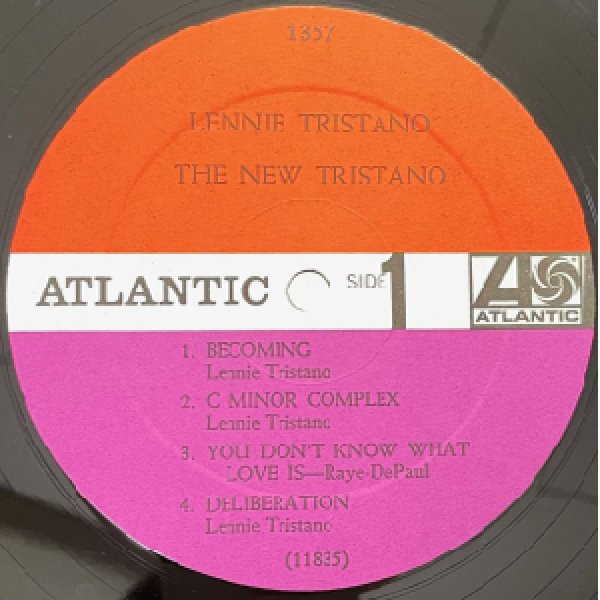 1357
LENNIE TRISTANO
THE NEW TRISTANO
ATLANTIC SIDE 1
ATLANTIC
1. BECOMING
Lennie Tristano
2. C MINOR COMPLEX
Lennie Tristano
3. YOU DON'T KNOW WHAT
LOVE IS—Raye-DePaul
4. DELIBERATION
Lennie Tristano
(11835)